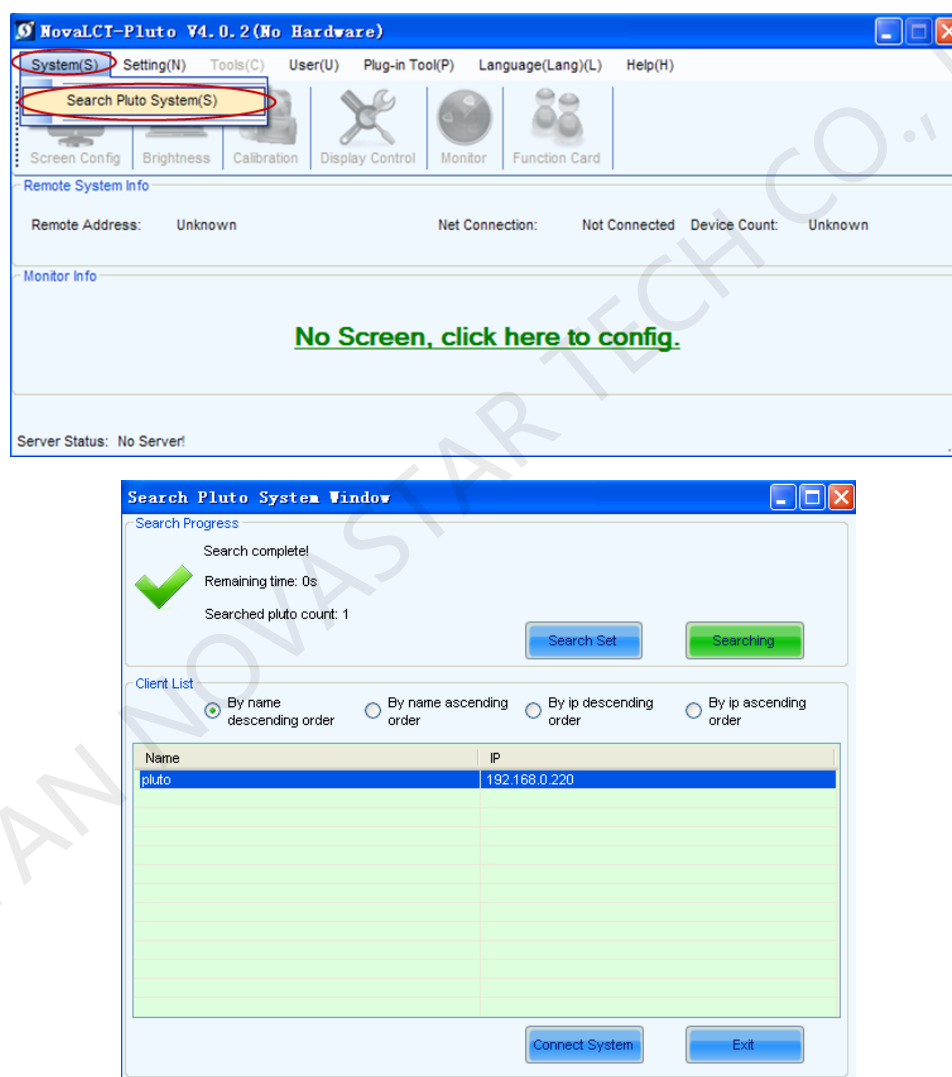 NovaLCT-Pluto V4.0.2(No Hardware)
System(S) Setting(N) Tools(C) User(U) Plug-in Tool(P) Language(Lang)(L) Help(H)
Search Pluto System(S)
Screen Config Brightness Calibration Display Control Monitor Function Card
Remote System Info
Remote Address: Unknown Net Connection: Not Connected Device Count: Unknown
Monitor Info
No Screen, click here to config.
Server Status: No Server!
Search Pluto System Window
Search Progress
Search complete!
Remaining time: 0s
Searched pluto count: 1
Search Set Searching
Client List
By name descending order
By name ascending order
By ip descending order
By ip ascending order
Name IP
pluto 192.168.0.220
Connect System Exit
AN NOVASTAR TECH CO.,